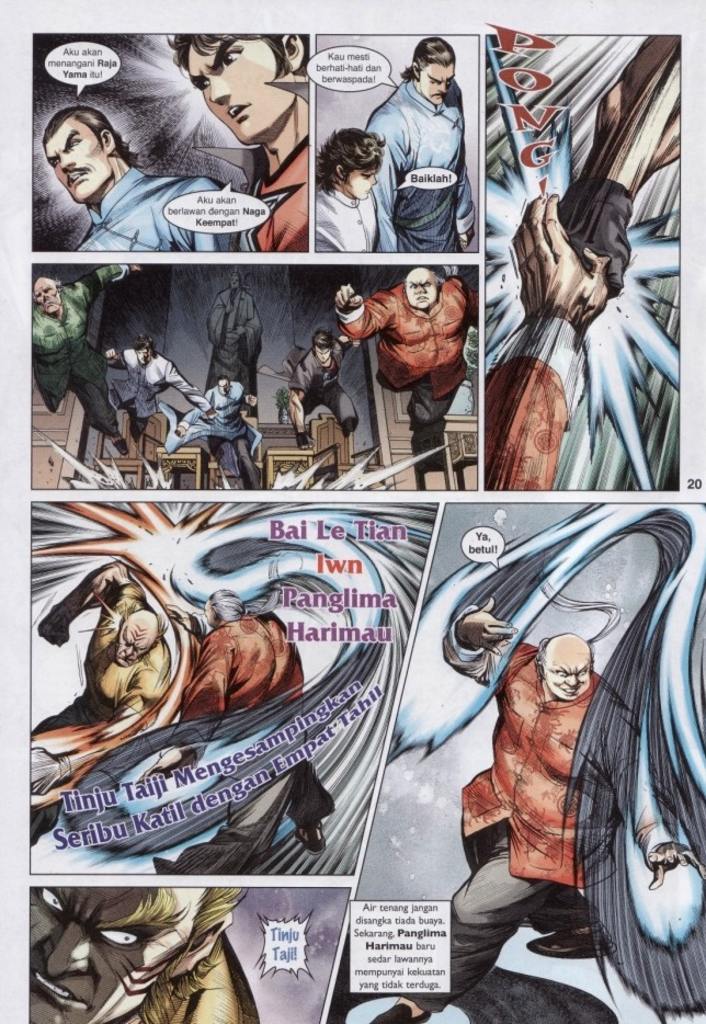 Aku akan
menangani Raja
Yama itu!
Aku akan
berlawan dengan Naga
Keempat!
Kau mesti
berhati-hati dan
berwaspada!
Baiklah!
PONG!
20
Bai Le Tian
lwn
Panglima
Harimau
Tinju Taiji Mengesampingkan
Seribu Katil dengan Empat Tahil
Ya,
betul!
Tinju
Taji!
Air tenang jangan
disangka tiada buaya.
Sekarang, Panglima
Harimau baru
sedar lawannya
mempunyai kekuatan
yang tidak terduga.